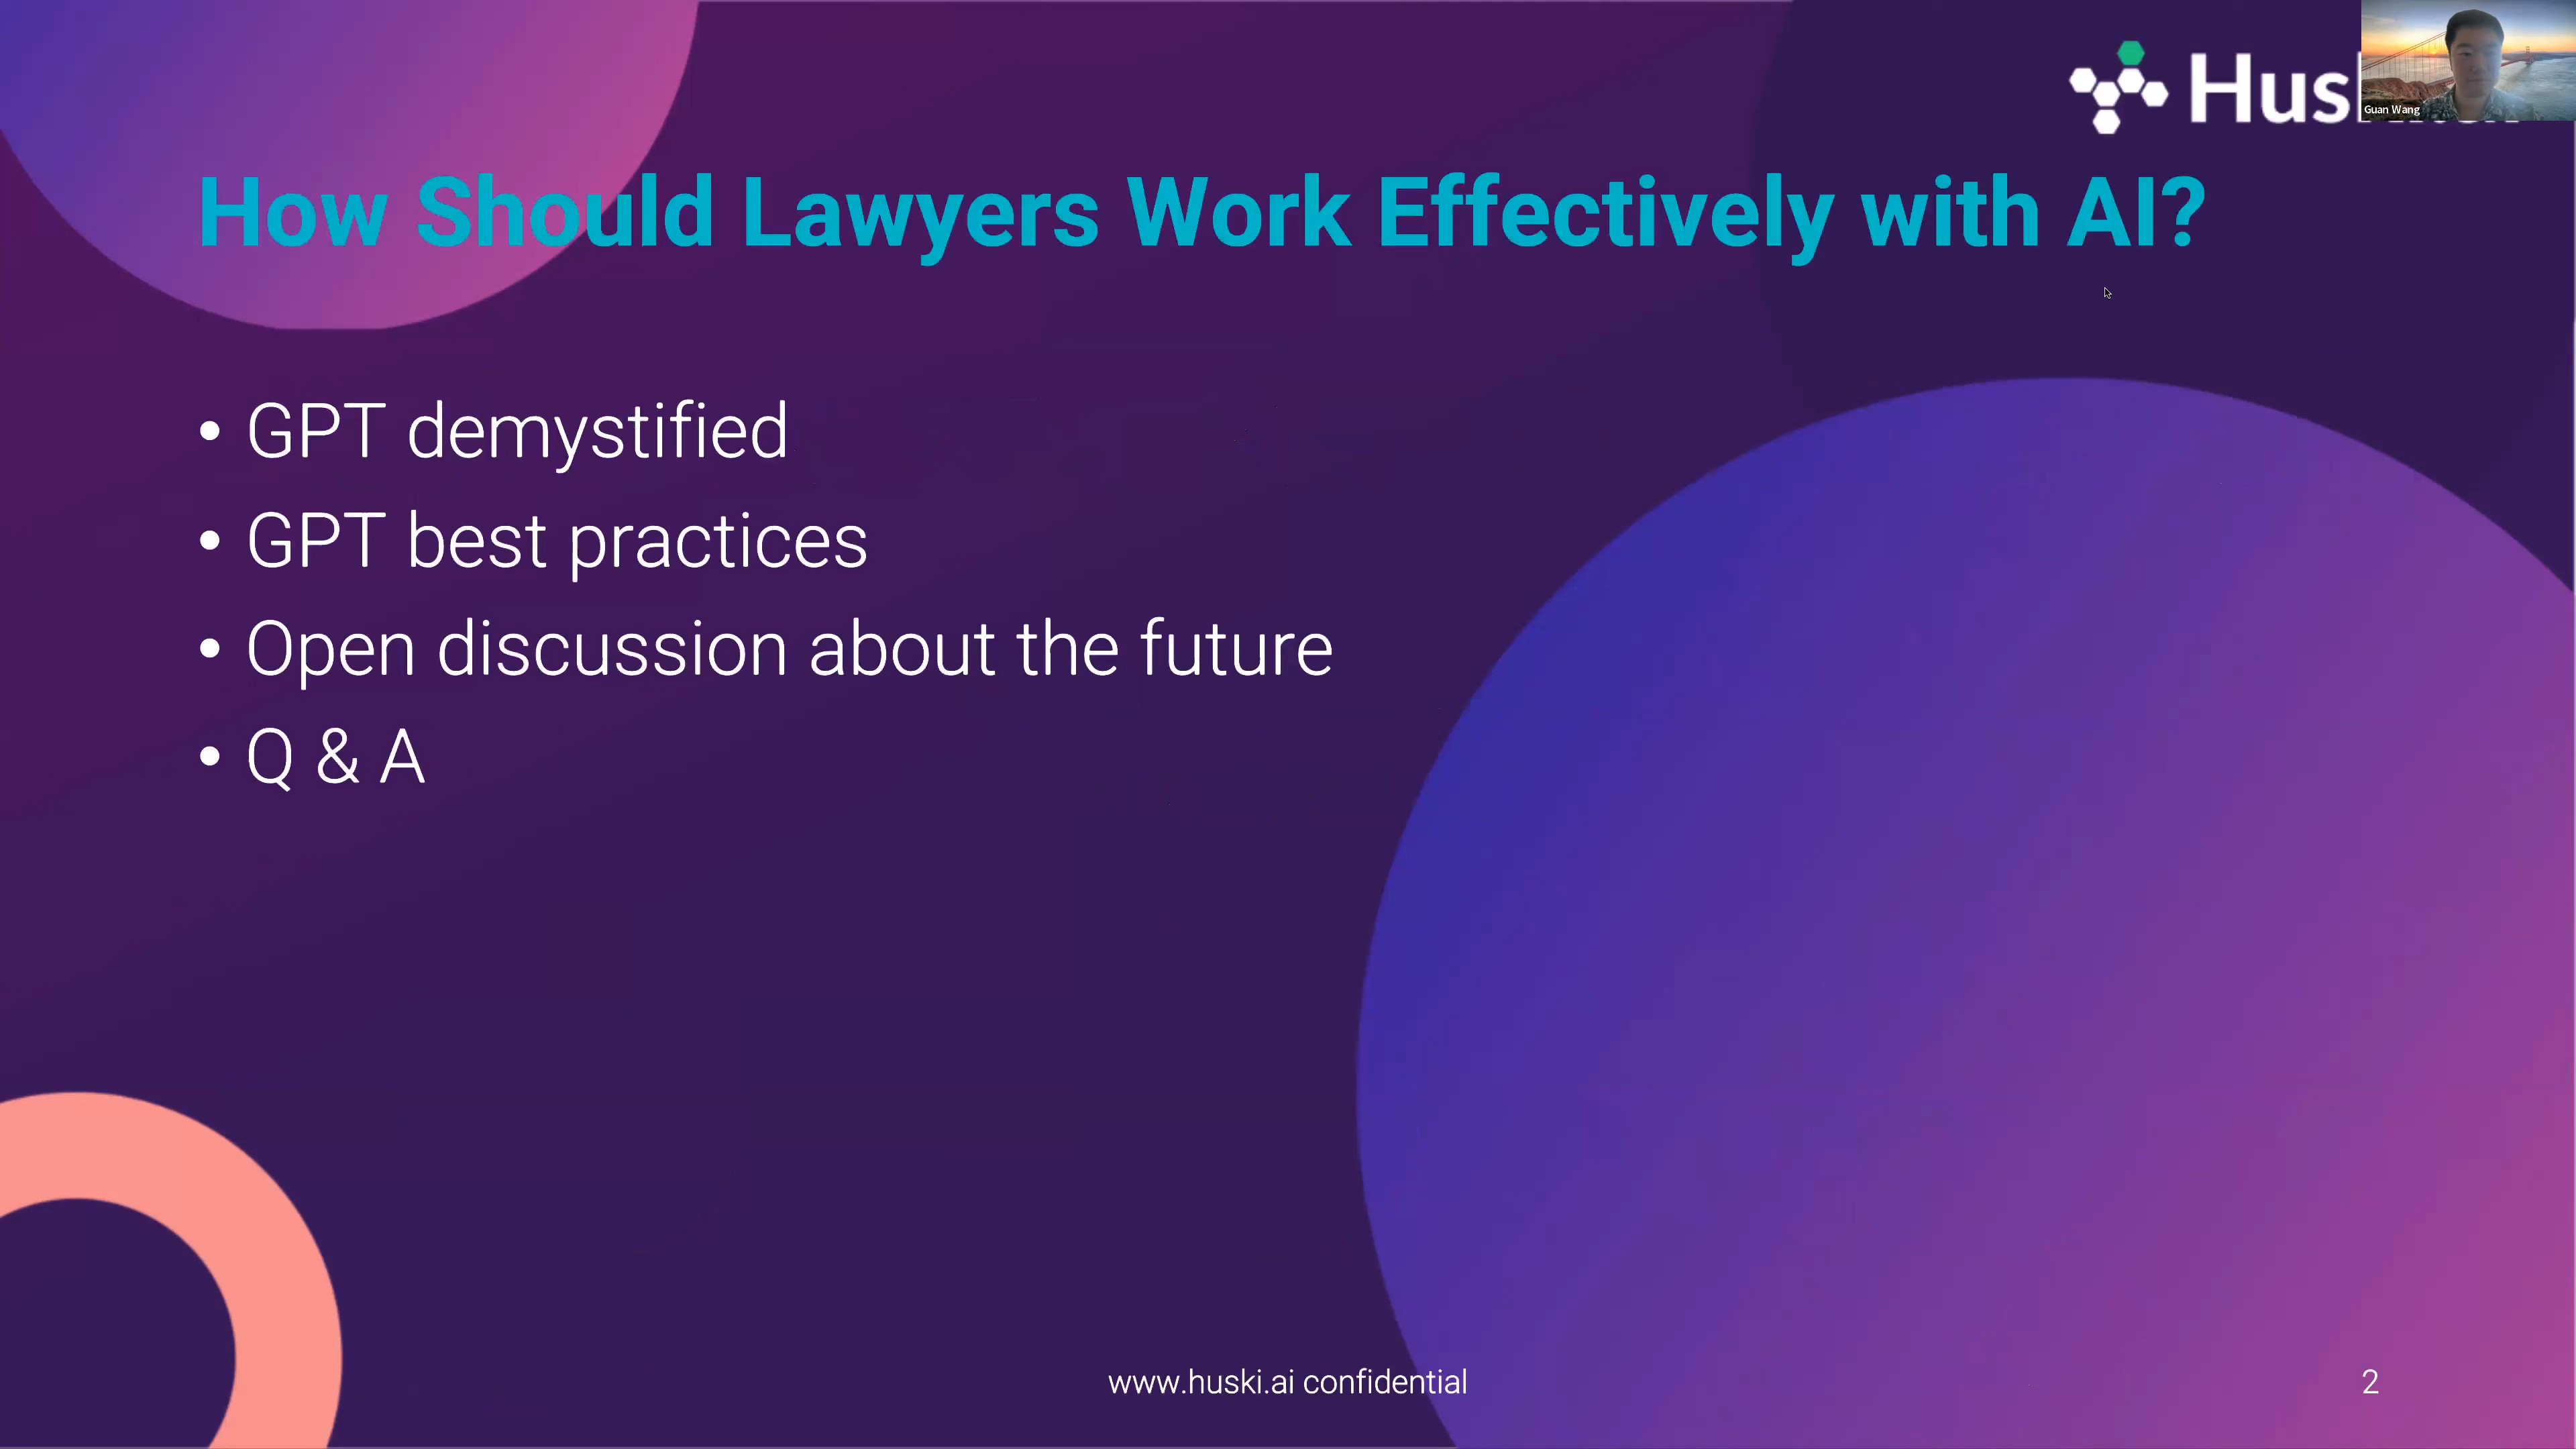 Hus
Guan Wang
How Should Lawyers Work Effectively with AI?
• GPT demystified
• GPT best practices
• Open discussion about the future
• Q & A
www.huski.ai confidential
2